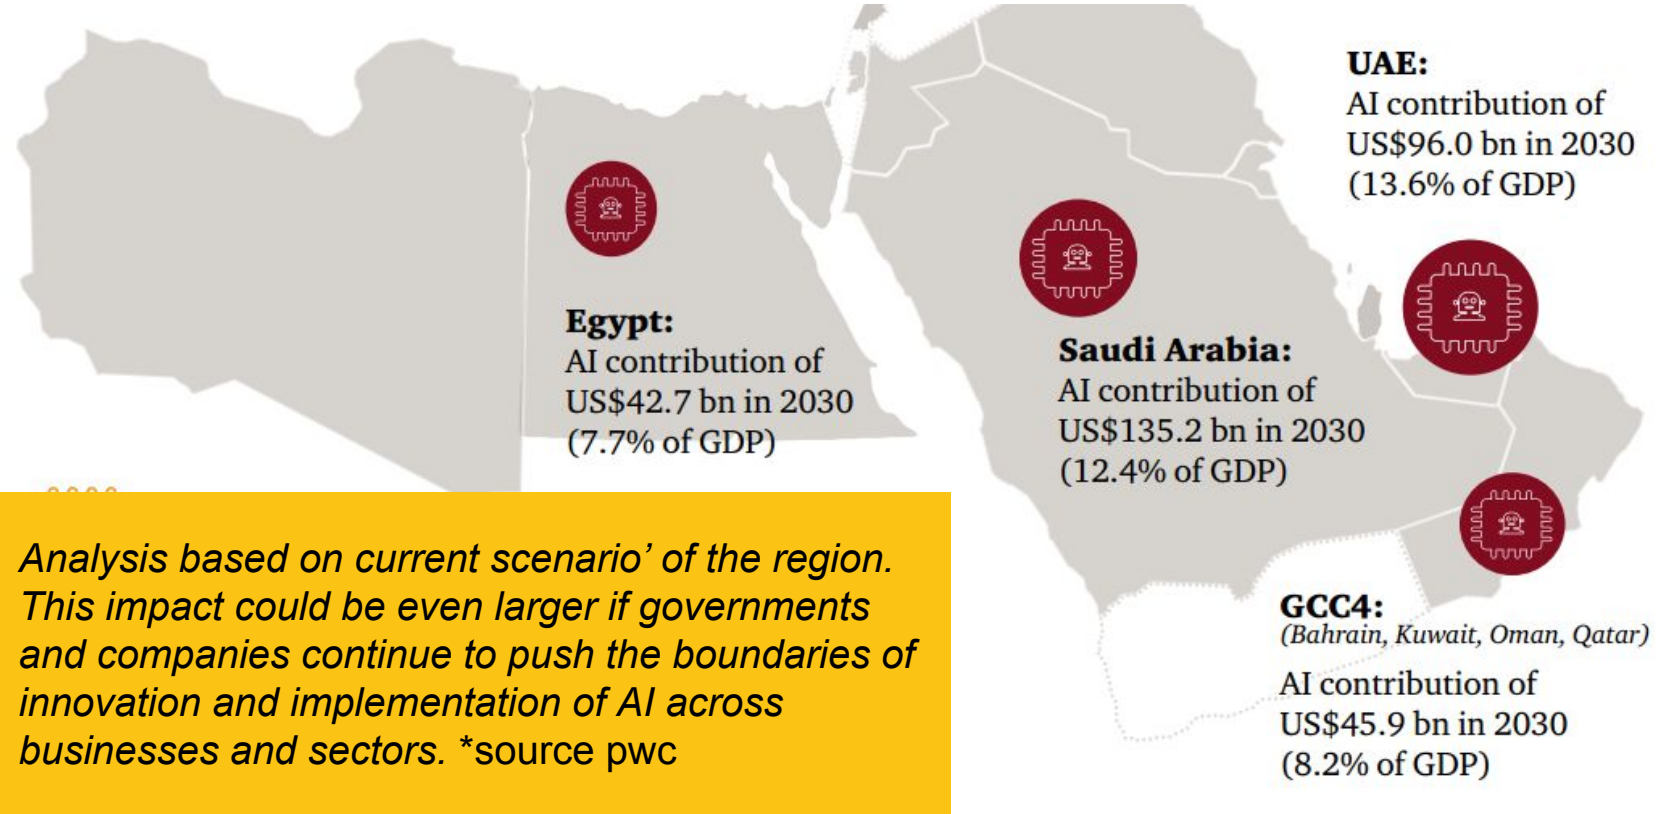 UAE:
AI contribution of
US$96.0 bn in 2030
(13.6% of GDP)
Egypt:
AI contribution of
US$42.7 bn in 2030
(7.7% of GDP)
Saudi Arabia:
AI contribution of
US$135.2 bn in 2030
(12.4% of GDP)
GCC4:
(Bahrain, Kuwait, Oman, Qatar)
AI contribution of
US$45.9 bn in 2030
(8.2% of GDP)
Analysis based on current scenario’ of the region.
This impact could be even larger if governments
and companies continue to push the boundaries of
innovation and implementation of AI across
businesses and sectors. *source pwc